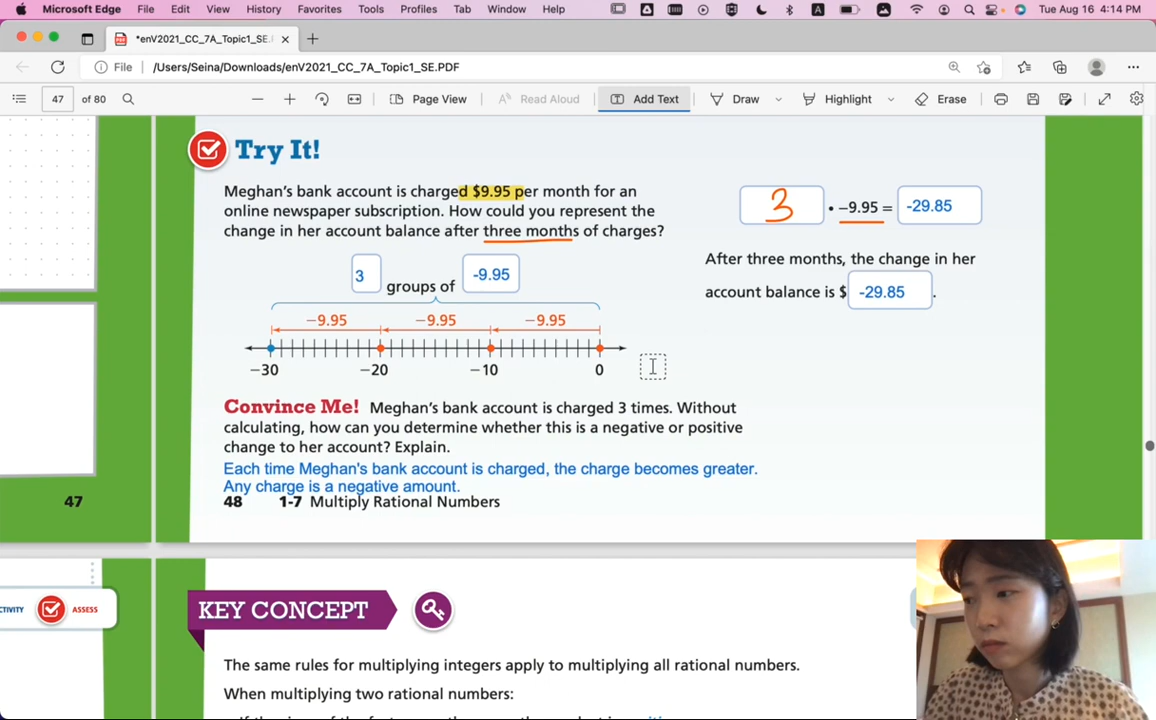 Microsoft Edge File Edit View History Favorites Tools Profiles Tab Window Help A Tue Aug 16 4:14 PM
*enV2021_CC_7A_Topic1_SE.
File /Users/Seina/Downloads/enV2021_CC_7A_Topic1_SE.PDF
47 of 80 Page View Read Aloud Add Text Draw Highlight Erase
Try It!
Meghan's bank account is charged $9.95 per month for an
online newspaper subscription. How could you represent the
change in her account balance after three months of charges?
3 groups of -9.95
−9.95 −9.95 −9.95
−30 −20 −10 0
3 • −9.95 = -29.85
After three months, the change in her
account balance is $ -29.85 .
Convince Me! Meghan's bank account is charged 3 times. Without
calculating, how can you determine whether this is a negative or positive
change to her account? Explain.
Each time Meghan's bank account is charged, the charge becomes greater.
Any charge is a negative amount.
47
48 1-7 Multiply Rational Numbers
ASSESS
KEY CONCEPT
The same rules for multiplying integers apply to multiplying all rational numbers.
When multiplying two rational numbers: